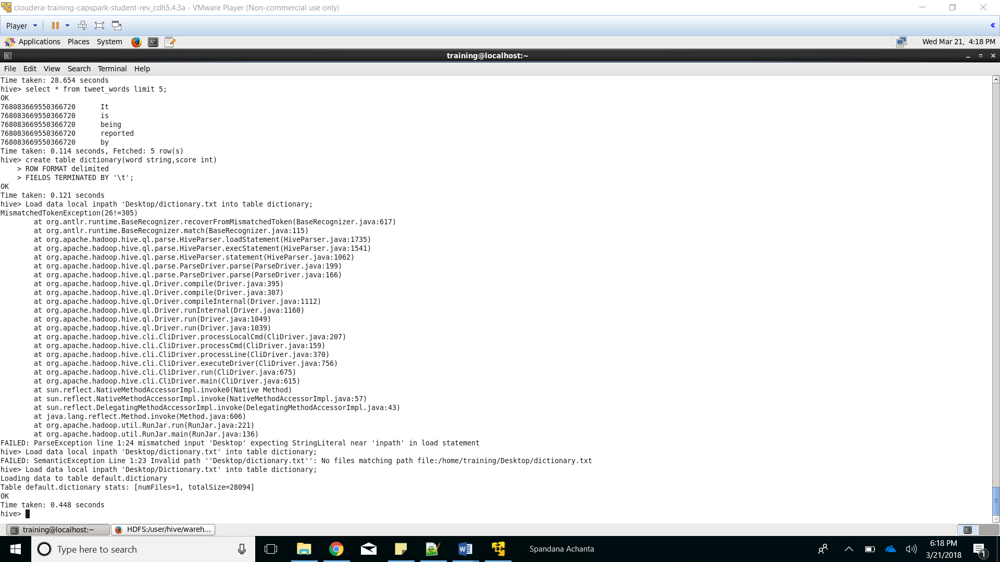 cloudera-training-capspark-student-rev_cdh5.4.3a - VMware Player (Non-commercial use only)
Player
Applications Places System Wed Mar 21, 4:18 PM
training@localhost:~
File Edit View Search Terminal Help
Time taken: 28.654 seconds
hive> select * from tweet_words limit 5;
OK
768083669550366720 It
768083669550366720 is
768083669550366720 being
768083669550366720 reported
768083669550366720 by
Time taken: 0.114 seconds, Fetched: 5 row(s)
hive> create table dictionary(word string,score int)
    > ROW FORMAT delimited
    > FIELDS TERMINATED BY '\t';
OK
Time taken: 0.121 seconds
hive> Load data local inpath 'Desktop/dictionary.txt into table dictionary;
MismatchedTokenException(26!=305)
        at org.antlr.runtime.BaseRecognizer.recoverFromMismatchedToken(BaseRecognizer.java:617)
        at org.antlr.runtime.BaseRecognizer.match(BaseRecognizer.java:115)
        at org.apache.hadoop.hive.ql.parse.HiveParser.loadStatement(HiveParser.java:1735)
        at org.apache.hadoop.hive.ql.parse.HiveParser.execStatement(HiveParser.java:1541)
        at org.apache.hadoop.hive.ql.parse.HiveParser.statement(HiveParser.java:1062)
        at org.apache.hadoop.hive.ql.parse.ParseDriver.parse(ParseDriver.java:199)
        at org.apache.hadoop.hive.ql.parse.ParseDriver.parse(ParseDriver.java:166)
        at org.apache.hadoop.hive.ql.Driver.compile(Driver.java:395)
        at org.apache.hadoop.hive.ql.Driver.compile(Driver.java:307)
        at org.apache.hadoop.hive.ql.Driver.compileInternal(Driver.java:1112)
        at org.apache.hadoop.hive.ql.Driver.runInternal(Driver.java:1160)
        at org.apache.hadoop.hive.ql.Driver.run(Driver.java:1049)
        at org.apache.hadoop.hive.ql.Driver.run(Driver.java:1039)
        at org.apache.hadoop.hive.cli.CliDriver.processLocalCmd(CliDriver.java:207)
        at org.apache.hadoop.hive.cli.CliDriver.processCmd(CliDriver.java:159)
        at org.apache.hadoop.hive.cli.CliDriver.processLine(CliDriver.java:370)
        at org.apache.hadoop.hive.cli.CliDriver.executeDriver(CliDriver.java:756)
        at org.apache.hadoop.hive.cli.CliDriver.run(CliDriver.java:675)
        at org.apache.hadoop.hive.cli.CliDriver.main(CliDriver.java:615)
        at sun.reflect.NativeMethodAccessorImpl.invoke0(Native Method)
        at sun.reflect.NativeMethodAccessorImpl.invoke(NativeMethodAccessorImpl.java:57)
        at sun.reflect.DelegatingMethodAccessorImpl.invoke(DelegatingMethodAccessorImpl.java:43)
        at java.lang.reflect.Method.invoke(Method.java:606)
        at org.apache.hadoop.util.RunJar.run(RunJar.java:221)
        at org.apache.hadoop.util.RunJar.main(RunJar.java:136)
FAILED: ParseException line 1:24 mismatched input 'Desktop' expecting StringLiteral near 'inpath' in load statement
hive> Load data local inpath 'Desktop/dictionary.txt' into table dictionary;
FAILED: SemanticException Line 1:23 Invalid path ''Desktop/dictionary.txt'': No files matching path file:/home/training/Desktop/dictionary.txt
hive> Load data local inpath 'Desktop/Dictionary.txt' into table dictionary;
Loading data to table default.dictionary
Table default.dictionary stats: [numFiles=1, totalSize=28094]
OK
Time taken: 0.448 seconds
hive>
training@localhost:~ HDFS:/user/hive/wareh...
Type here to search Spandana Achanta 6:18 PM
3/21/2018 1